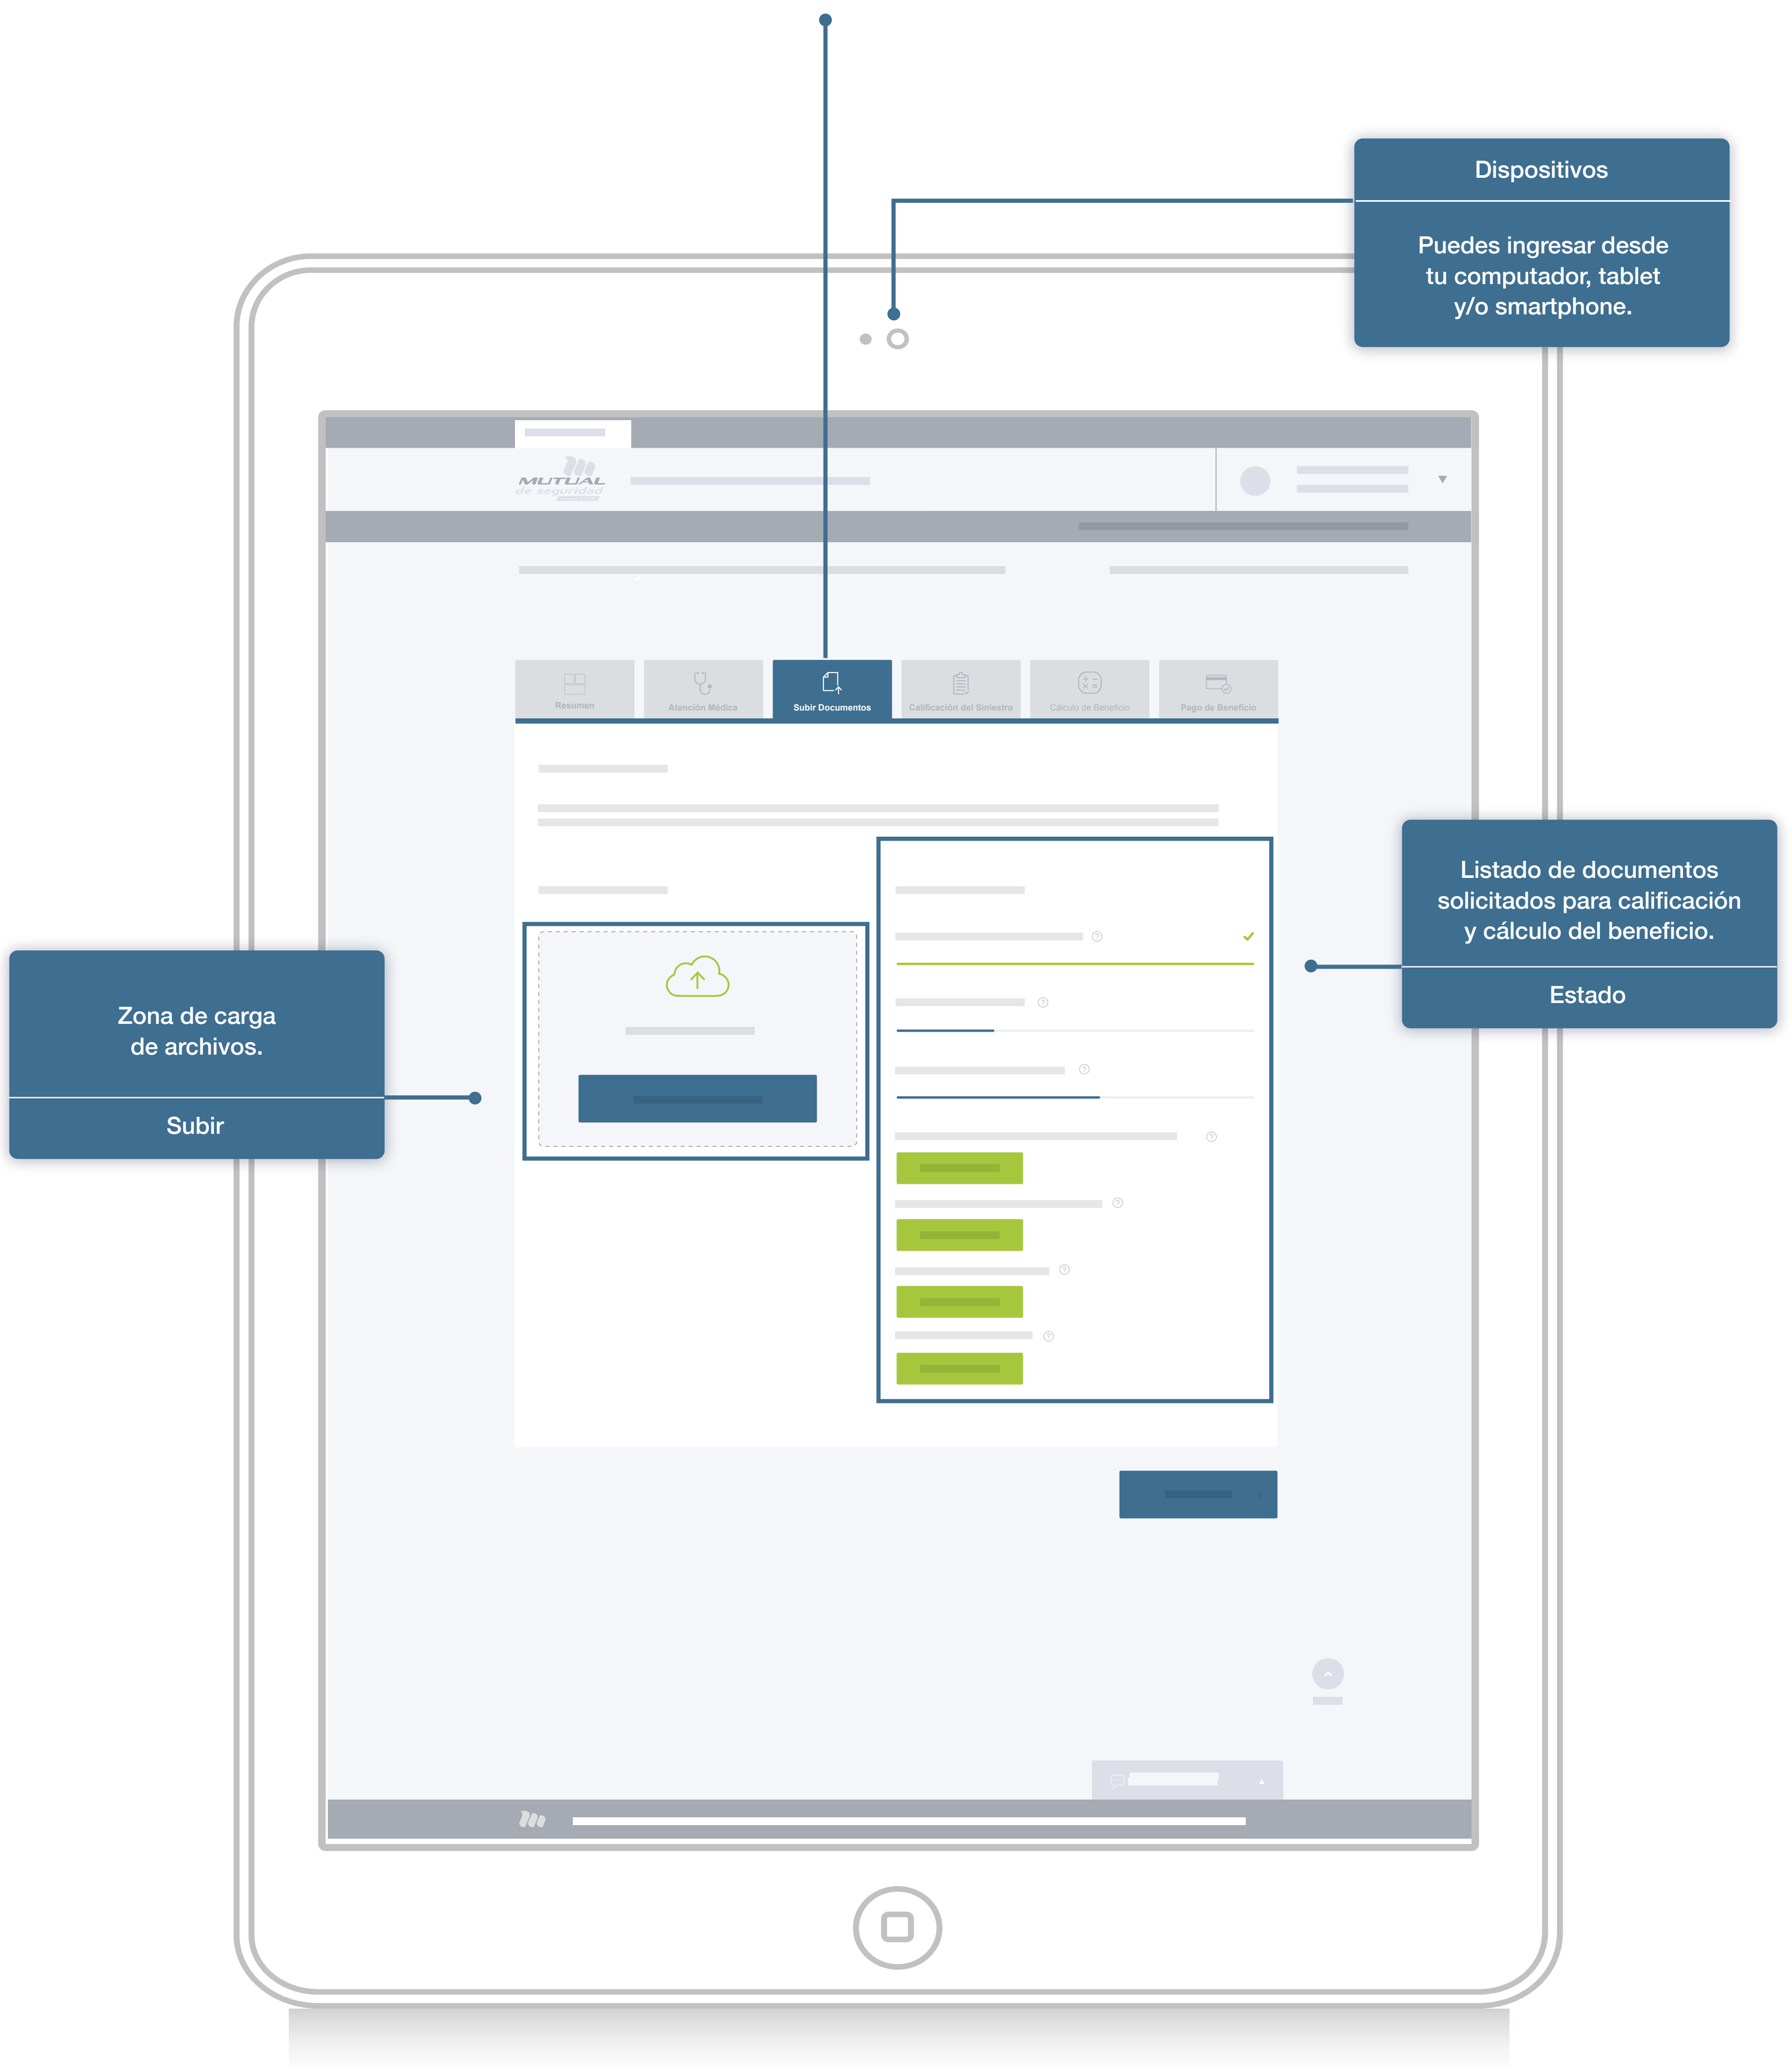 Dispositivos
Puedes ingresar desde
tu computador, tablet
y/o smartphone.
MUTUAL
de seguridad
Resumen
Atención Médica
Subir Documentos
Calificación del Siniestro
Cálculo de Beneficio
Pago de Beneficio
Listado de documentos
solicitados para calificación
y cálculo del beneficio.
Estado
Zona de carga
de archivos.
Subir